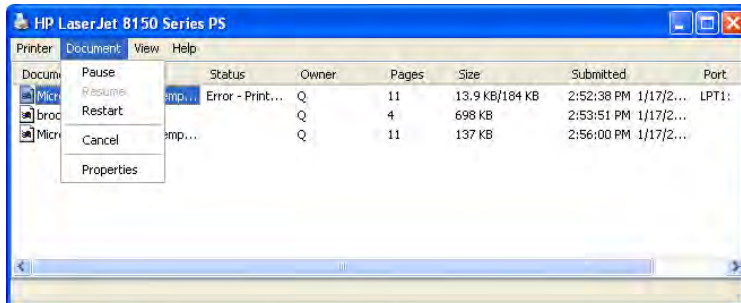 HP LaserJet 8150 Series PS
Printer Document View Help
Docum Status Owner Pages Size Submitted Port
Micr emp... Error - Print... Q 11 13.9 KB/184 KB 2:52:38 PM 1/17/2... LPT1:
broc Q 4 698 KB 2:53:51 PM 1/17/2...
Micr emp... Q 11 137 KB 2:56:00 PM 1/17/2...
Pause
Resume
Restart
Cancel
Properties